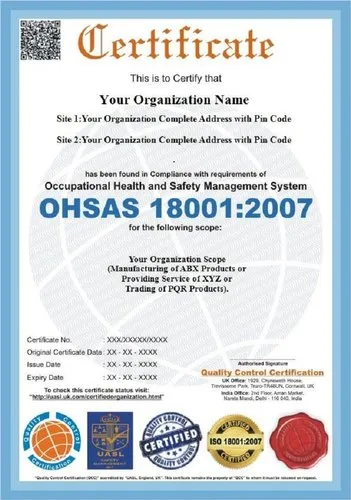 Certificate
This is to Certify that
Your Organization Name
Site 1:Your Organization Complete Address with Pin Code
Site 2:Your Organization Complete Address with Pin Code
.
has been found in Compliance with requirements of
Occupational Health and Safety Management System
OHSAS 18001:2007
for the following scope:
Your Organization Scope
(Manufacturing of ABX Products or
Providing Service of XYZ or
Trading of PQR Products).
Certificate No. : XXX/XXXXX/XXXX
Original Certificate Data : XX - XX - XXXX
Issue Date : XX - XX - XXXX
Expiry Date : XX - XX - XXXX
To check this certificate status visit:
"http://uasl.uk.com/certifiedorganization.html"
Authorised Signature
Quality Control Certification
UK Office: 1929, Chynoweth House,
Trevissome Park, Truro TR48UN, Cornwall, UK
India Office: 2nd Floor, Aman Market,
Narela Mandi, Delhi - 110 040, India
Quality Control
Certification
UASL
QUALITY CONTROL
CERTIFIED
QUALITY CONTROL
ISO 18001:2007
"Quality Control Certification (QCC)" accredited by "UASL, England, UK". This certificate remains the property of "QCC" to whom it must be returned on request.